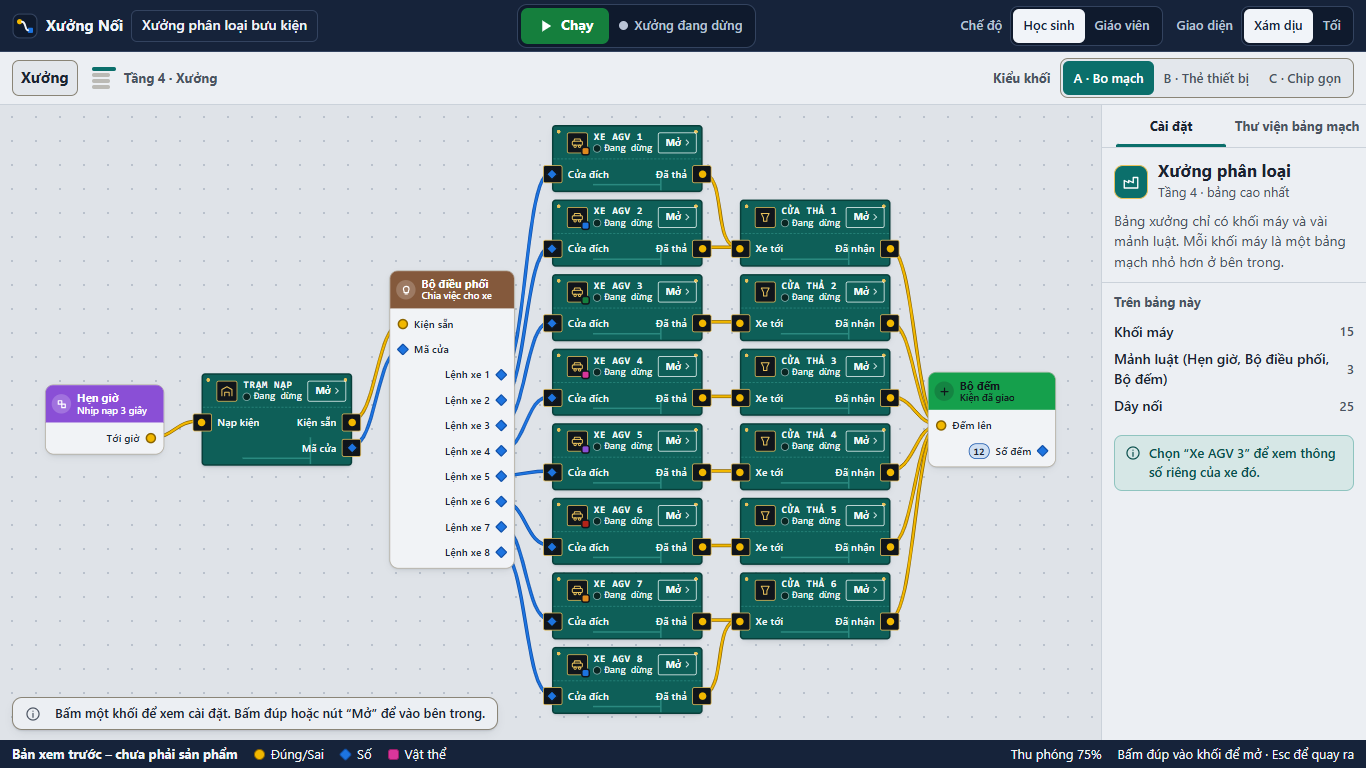 Xưởng Nối
Xưởng phân loại bưu kiện
Chạy
Xưởng đang dừng
Chế độ
Học sinh
Giáo viên
Giao diện
Xám dịu
Tối
Xưởng
Tầng 4 · Xưởng
Kiểu khối
A · Bo mạch
B · Thẻ thiết bị
C · Chip gọn
Hẹn giờ
Nhịp nạp 3 giây
Tới giờ
TRẠM NẠP
Đang dừng
Mở ›
Nạp kiện
Kiện sẵn
Mã cửa
Bộ điều phối
Chia việc cho xe
Kiện sẵn
Mã cửa
Lệnh xe 1
Lệnh xe 2
Lệnh xe 3
Lệnh xe 4
Lệnh xe 5
Lệnh xe 6
Lệnh xe 7
Lệnh xe 8
XE AGV 1
Đang dừng
Mở ›
Cửa đích
Đã thả
XE AGV 2
Đang dừng
Mở ›
Cửa đích
Đã thả
XE AGV 3
Đang dừng
Mở ›
Cửa đích
Đã thả
XE AGV 4
Đang dừng
Mở ›
Cửa đích
Đã thả
XE AGV 5
Đang dừng
Mở ›
Cửa đích
Đã thả
XE AGV 6
Đang dừng
Mở ›
Cửa đích
Đã thả
XE AGV 7
Đang dừng
Mở ›
Cửa đích
Đã thả
XE AGV 8
Đang dừng
Mở ›
Cửa đích
Đã thả
CỬA THẢ 1
Đang dừng
Mở ›
Xe tới
Đã nhận
CỬA THẢ 2
Đang dừng
Mở ›
Xe tới
Đã nhận
CỬA THẢ 3
Đang dừng
Mở ›
Xe tới
Đã nhận
CỬA THẢ 4
Đang dừng
Mở ›
Xe tới
Đã nhận
CỬA THẢ 5
Đang dừng
Mở ›
Xe tới
Đã nhận
CỬA THẢ 6
Đang dừng
Mở ›
Xe tới
Đã nhận
Bộ đếm
Kiện đã giao
Đếm lên
12 Số đếm
Cài đặt
Thư viện bảng mạch
Xưởng phân loại
Tầng 4 · bảng cao nhất
Bảng xưởng chỉ có khối máy và vài
mảnh luật. Mỗi khối máy là một bảng
mạch nhỏ hơn ở bên trong.
Trên bảng này
Khối máy 15
Mảnh luật (Hẹn giờ, Bộ điều phối,
Bộ đếm) 3
Dây nối 25
Chọn “Xe AGV 3” để xem thông
số riêng của xe đó.
Bấm một khối để xem cài đặt. Bấm đúp hoặc nút “Mở” để vào bên trong.
Bản xem trước – chưa phải sản phẩm
Đúng/Sai
Số
Vật thể
Thu phóng 75%
Bấm đúp vào khối để mở · Esc để quay ra